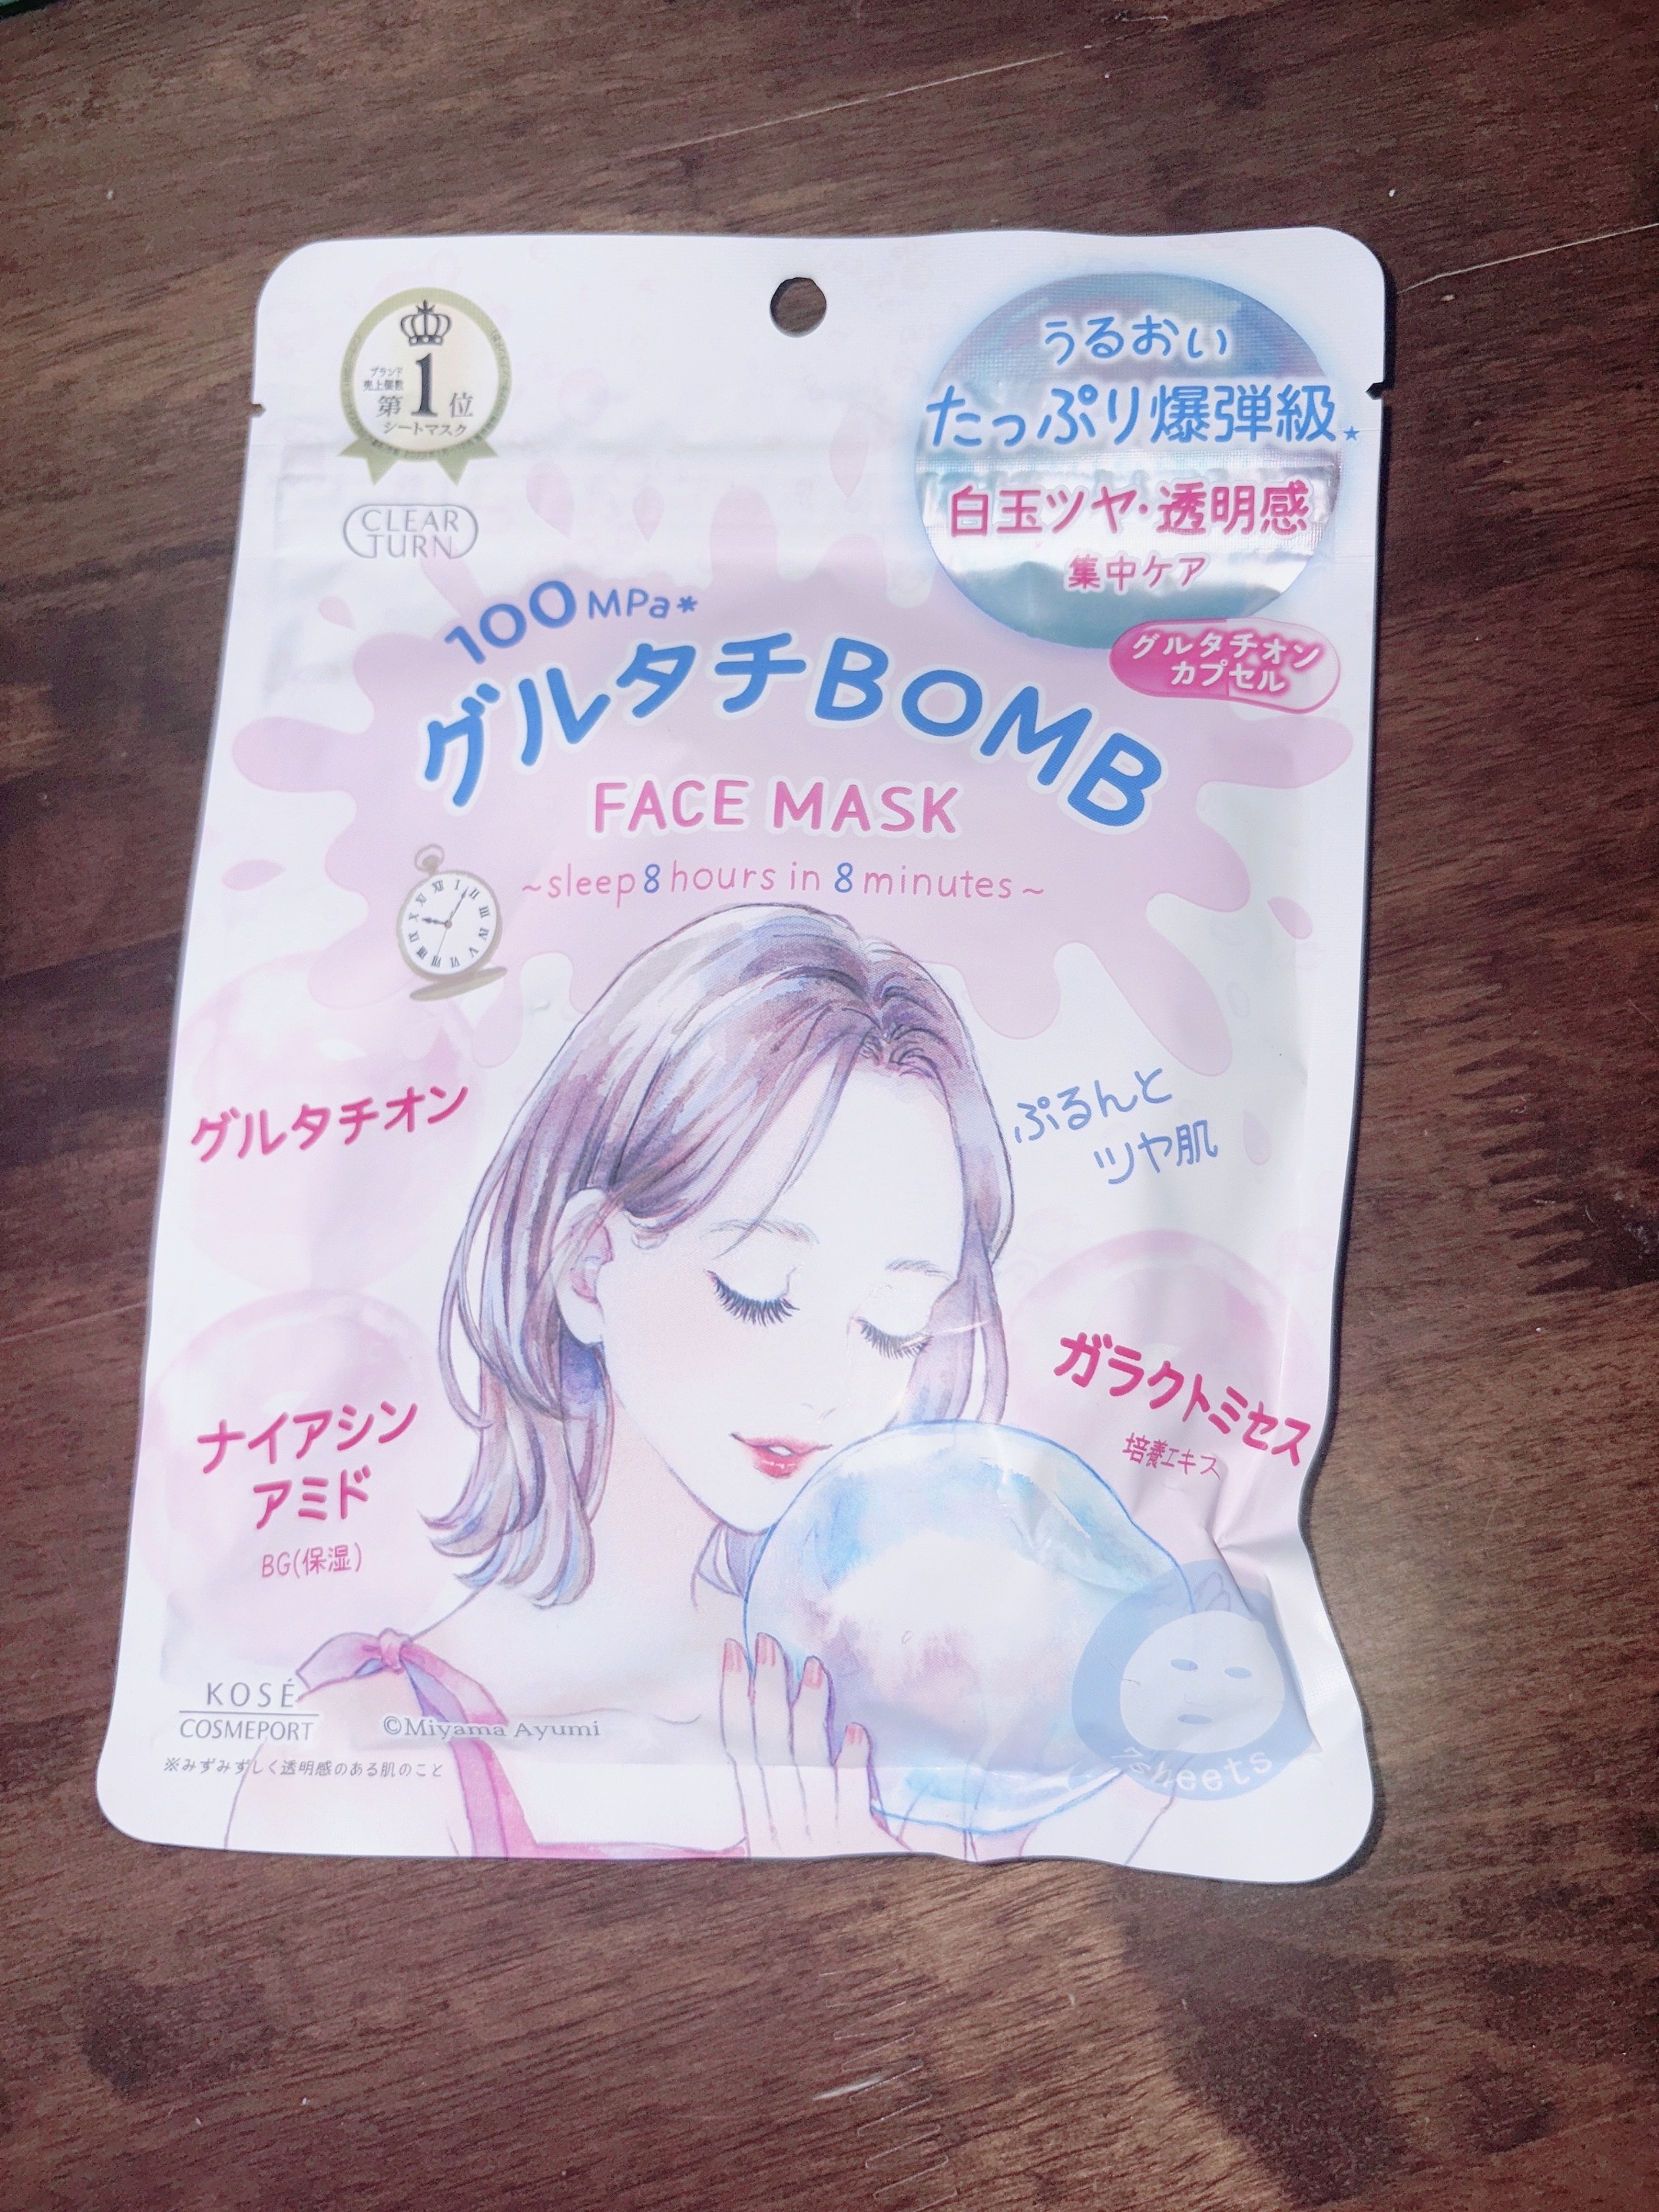 ブランド
売上個数
第1位
シートマスク
うるおい
たっぷり爆弾級
白玉ツヤ・透明感
集中ケア
グルタチオン
カプセル
CLEAR
TURN
100MPa*
グルタチBOMB
FACE MASK
~sleep 8 hours in 8 minutes~
グルタチオン
ぷるんと
ツヤ肌
ナイアシン
アミド
BG(保湿)
ガラクトミセス
培養エキス
KOSÉ
COSMEPORT
©Miyama Ayumi
7sheets
※みずみずしく透明感のある肌のこと